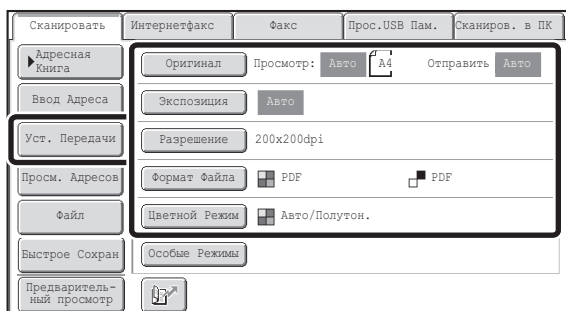 Сканировать Интернетфакс Факс Прос.USB Пам. Сканиров. в ПК
Адресная
Книга
Оригинал Просмотр: Авто A4 Отправить Авто
Ввод Адреса Экспозиция Авто
Уст. Передачи Разрешение 200x200dpi
Просм. Адресов Формат Файла PDF PDF
Файл Цветной Режим Авто/Полутон.
Быстрое Сохран Особые Режимы
Предваритель-
ный просмотр